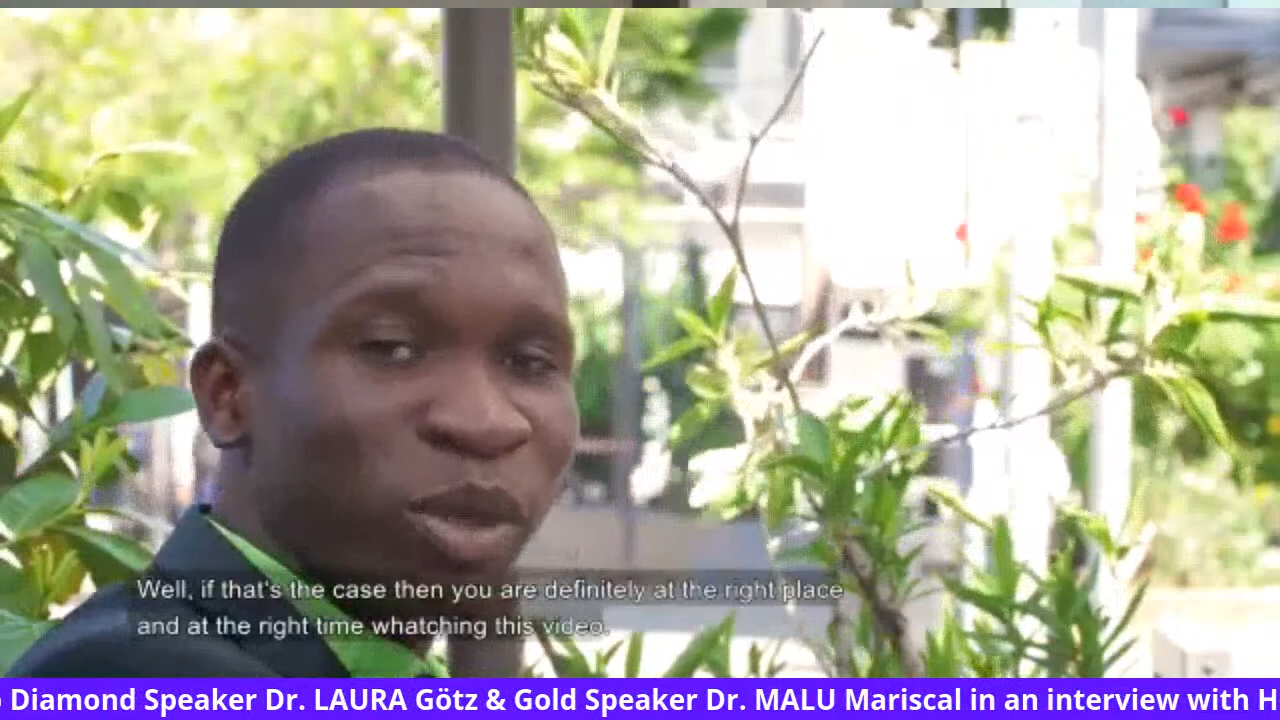 Well, if that's the case then you are definitely at the right place
and at the right time whatching this video.
Diamond Speaker Dr. LAURA Götz & Gold Speaker Dr. MALU Mariscal in an interview with H